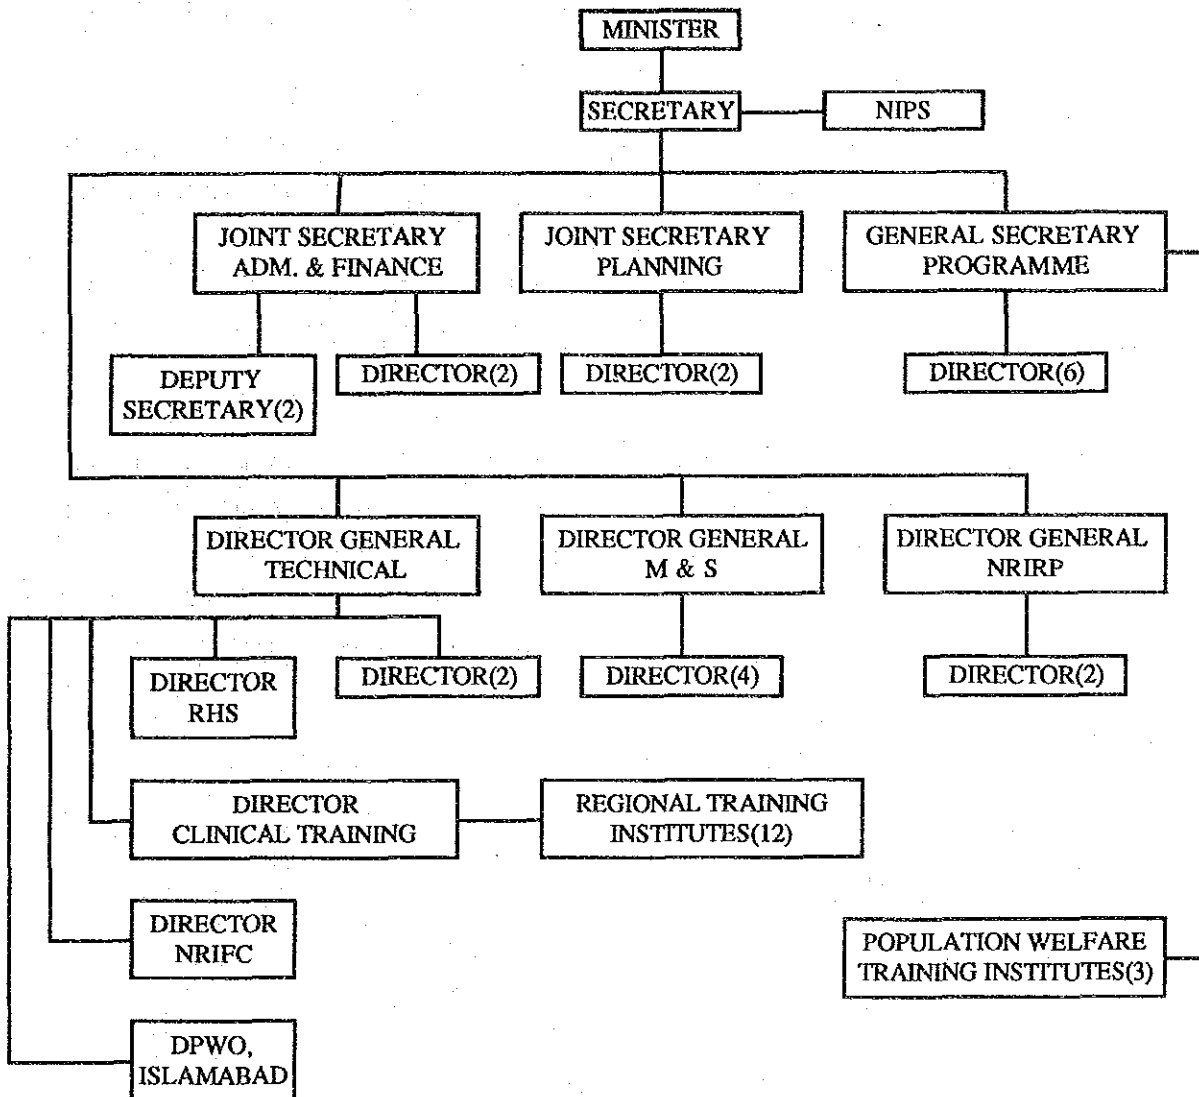 MINISTER
SECRETARY
NIPS
JOINT SECRETARY
ADM. & FINANCE
JOINT SECRETARY
PLANNING
GENERAL SECRETARY
PROGRAMME
DEPUTY
SECRETARY(2)
DIRECTOR(2)
DIRECTOR(2)
DIRECTOR(6)
DIRECTOR GENERAL
TECHNICAL
DIRECTOR GENERAL
M & S
DIRECTOR GENERAL
NRIRP
DIRECTOR
RHS
DIRECTOR(2)
DIRECTOR(4)
DIRECTOR(2)
DIRECTOR
CLINICAL TRAINING
REGIONAL TRAINING
INSTITUTES(12)
DIRECTOR
NRIFC
POPULATION WELFARE
TRAINING INSTITUTES(3)
DPWO,
ISLAMABAD